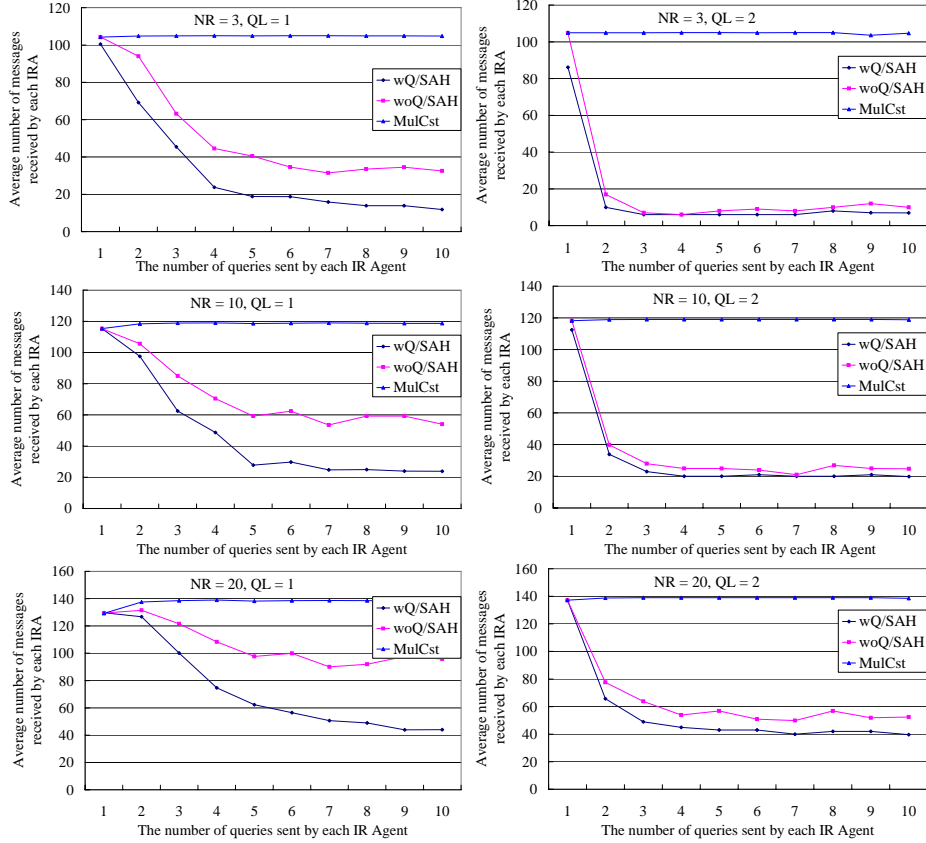 NR = 3, QL = 1
Average number of messages
received by each IRA
120
100
80
60
40
20
0
wQ/SAH
woQ/SAH
MulCst
1 2 3 4 5 6 7 8 9 10
The number of queries sent by each IR Agent
NR = 3, QL = 2
Average number of messages
received by each IRA
120
100
80
60
40
20
0
wQ/SAH
woQ/SAH
MulCst
1 2 3 4 5 6 7 8 9 10
The number of queries sent by each IR Agent
NR = 10, QL = 1
Average number of messages
received by each IRA
140
120
100
80
60
40
20
0
wQ/SAH
woQ/SAH
MulCst
1 2 3 4 5 6 7 8 9 10
The number of queries sent by each IR Agent
NR = 10, QL = 2
Average number of messages
received by each IRA
140
120
100
80
60
40
20
0
wQ/SAH
woQ/SAH
MulCst
1 2 3 4 5 6 7 8 9 10
The number of queries sent by each IR Agent
NR = 20, QL = 1
Average number of messages
received by each IRA
160
140
120
100
80
60
40
20
0
wQ/SAH
woQ/SAH
MulCst
1 2 3 4 5 6 7 8 9 10
The number of queries sent by each IR Agent
NR = 20, QL = 2
Average number of messages
received by each IRA
160
140
120
100
80
60
40
20
0
wQ/SAH
woQ/SAH
MulCst
1 2 3 4 5 6 7 8 9 10
The number of queries sent by each IR Agent